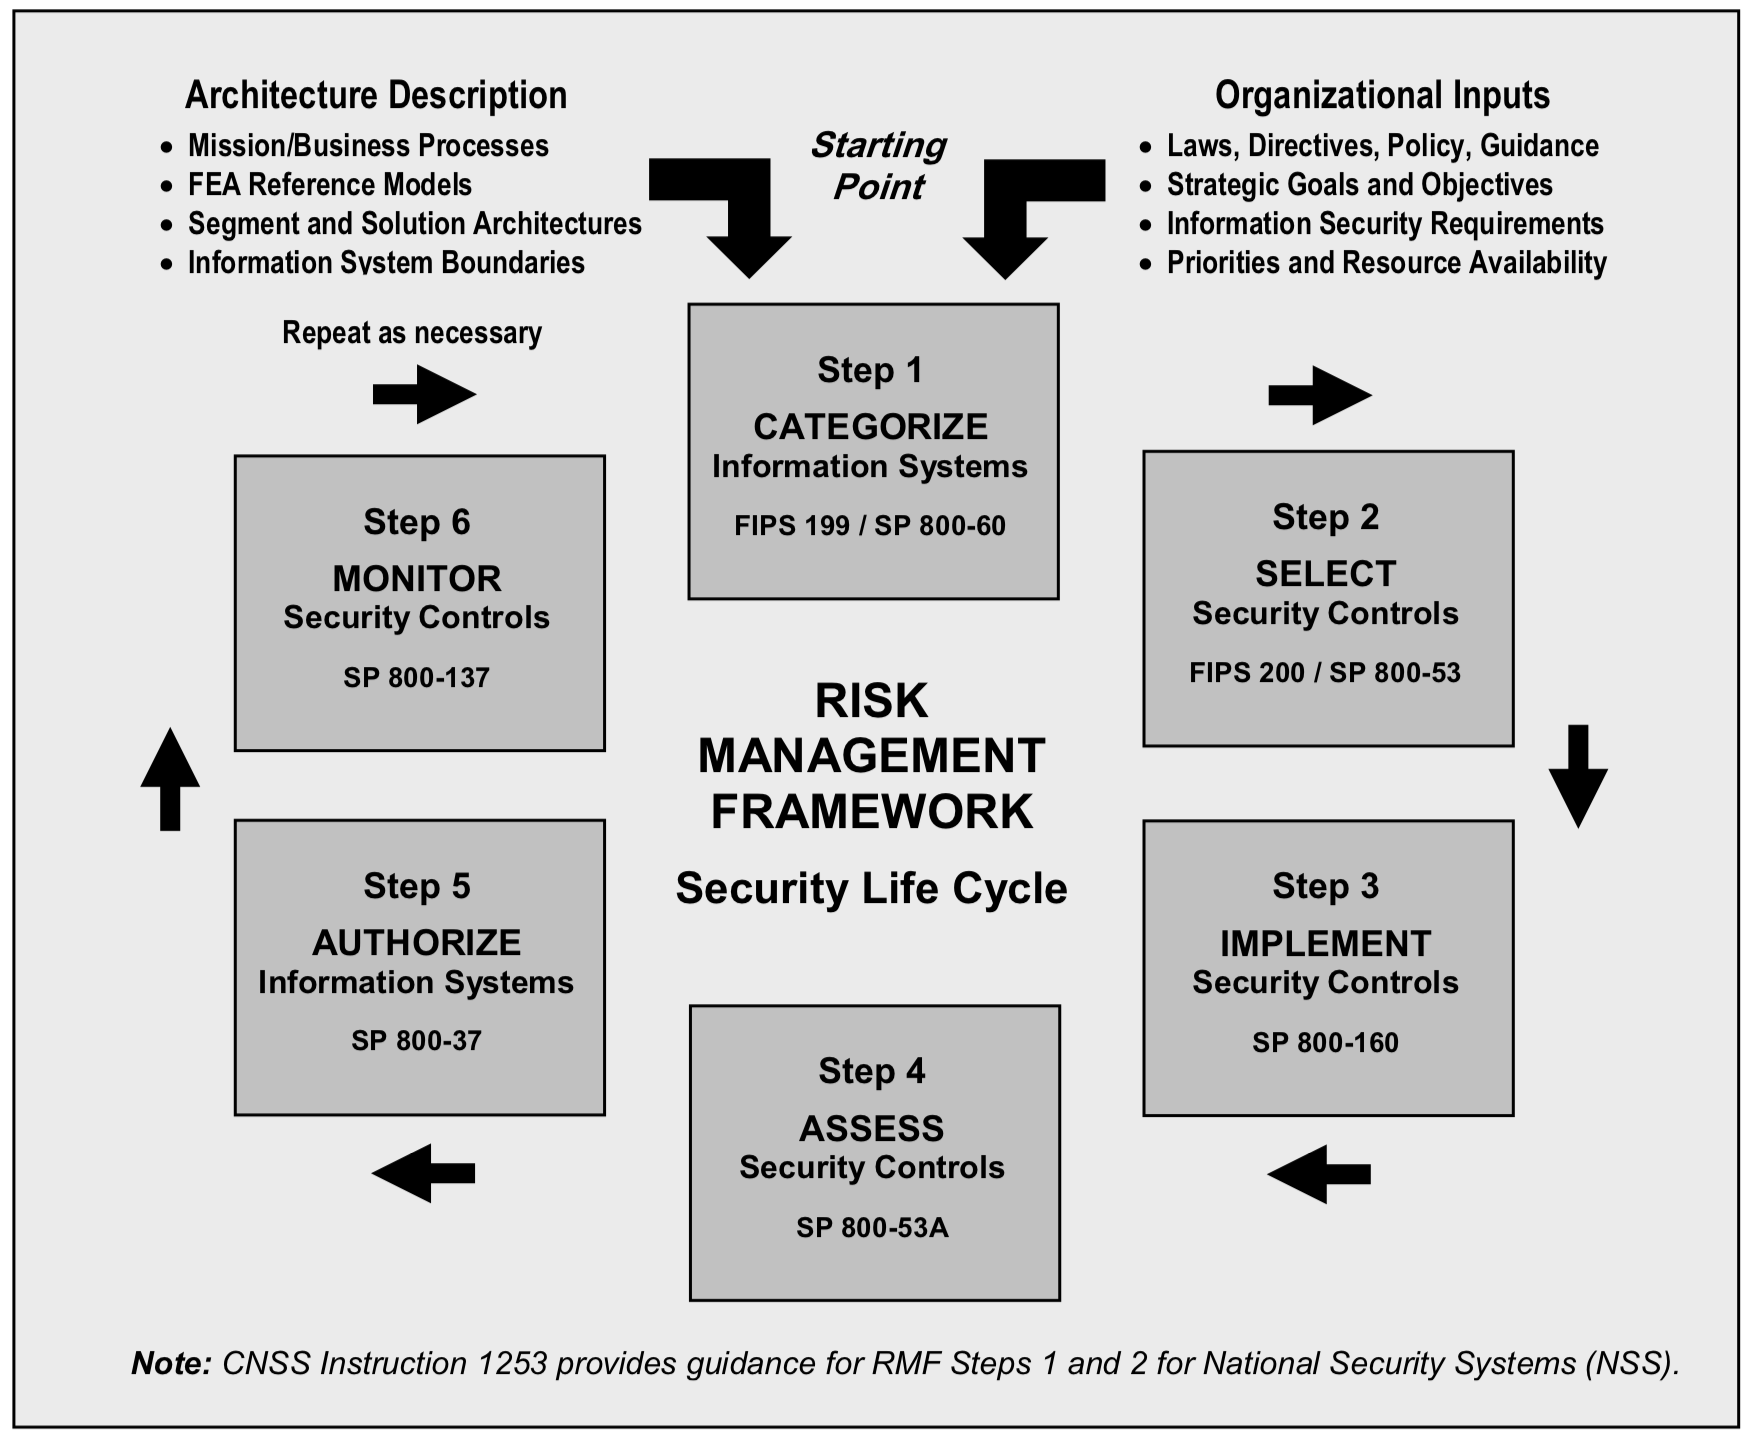 Architecture Description
• Mission/Business Processes
• FEA Reference Models
• Segment and Solution Architectures
• Information System Boundaries
Starting
Point
Organizational Inputs
• Laws, Directives, Policy, Guidance
• Strategic Goals and Objectives
• Information Security Requirements
• Priorities and Resource Availability
Repeat as necessary
Step 1
CATEGORIZE
Information Systems
FIPS 199 / SP 800-60
Step 2
SELECT
Security Controls
FIPS 200 / SP 800-53
Step 3
IMPLEMENT
Security Controls
SP 800-160
Step 4
ASSESS
Security Controls
SP 800-53A
Step 5
AUTHORIZE
Information Systems
SP 800-37
Step 6
MONITOR
Security Controls
SP 800-137
RISK
MANAGEMENT
FRAMEWORK
Security Life Cycle
Note: CNSS Instruction 1253 provides guidance for RMF Steps 1 and 2 for National Security Systems (NSS).